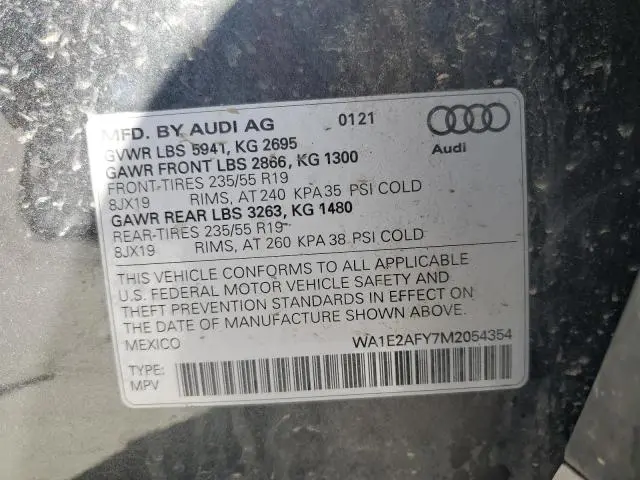 MFD. BY AUDI AG 0121
Audi
GVWR LBS 5941, KG 2695
GAWR FRONT LBS 2866, KG 1300
FRONT-TIRES 235/55 R19
8JX19 RIMS, AT 240 KPA 35 PSI COLD
GAWR REAR LBS 3263, KG 1480
REAR-TIRES 235/55 R19
8JX19 RIMS, AT 260 KPA 38 PSI COLD
THIS VEHICLE CONFORMS TO ALL APPLICABLE
U.S. FEDERAL MOTOR VEHICLE SAFETY AND
THEFT PREVENTION STANDARDS IN EFFECT ON
THE DATE OF MANUFACTURE SHOWN ABOVE.
MEXICO WA1E2AFY7M2054354
TYPE:
MPV